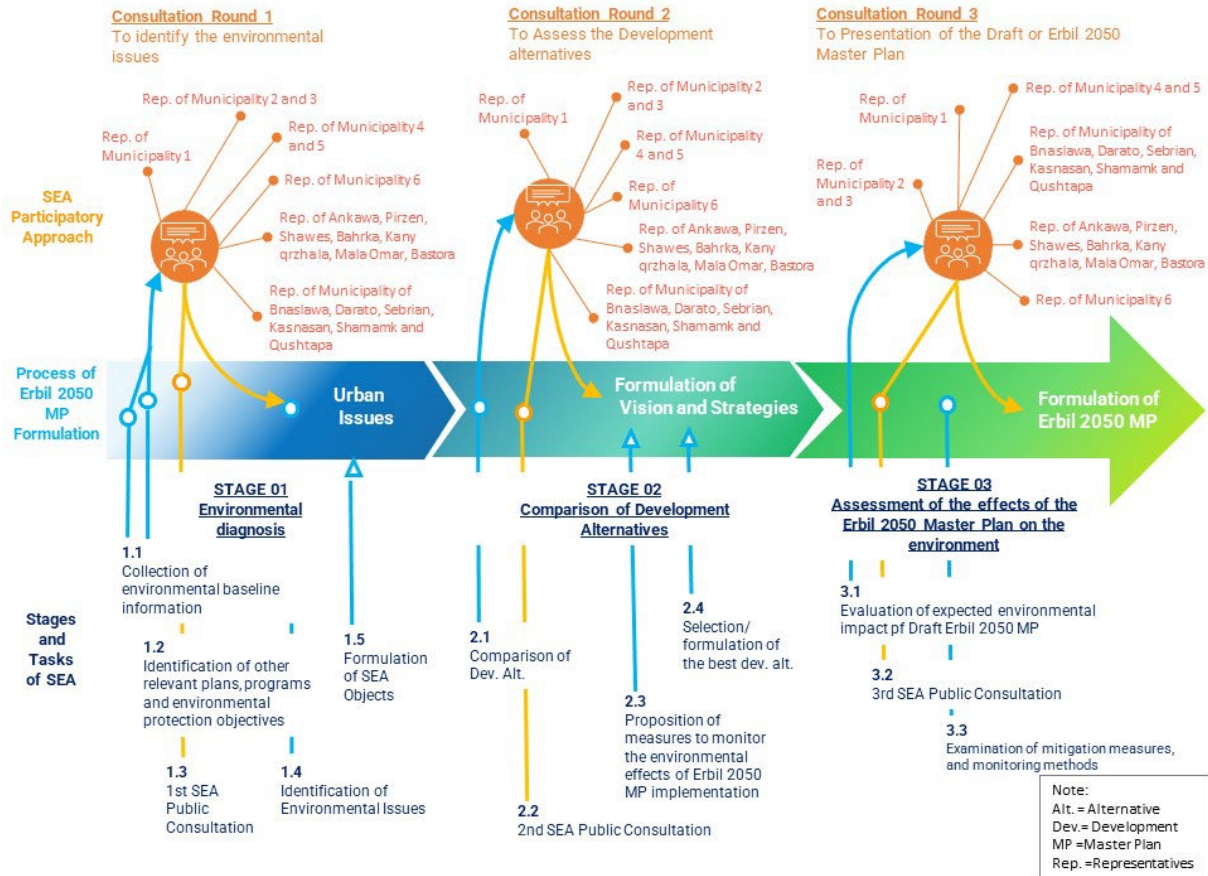 Consultation Round 1
To identify the environmental
issues
Consultation Round 2
To Assess the Development
alternatives
Consultation Round 3
To Presentation of the Draft or Erbil 2050
Master Plan
SEA
Participatory
Approach
Rep. of
Municipality 1
Rep. of Municipality 2 and 3
Rep. of Municipality 4
and 5
Rep. of Municipality 6
Rep. of Ankawa, Pirzen,
Shawes, Bahrka, Kany
qrzhala, Mala Omar, Bastora
Rep. of Municipality of
Bnaslawa, Darato, Sebrian,
Kasnasan, Shamamk and
Qushtapa
Rep. of
Municipality 1
Rep. of Municipality 2
and 3
Rep. of Municipality
4 and 5
Rep. of
Municipality 6
Rep. of Ankawa, Pirzen,
Shawes, Bahrka, Kany
qrzhala, Mala Omar, Bastora
Rep. of Municipality of
Bnaslawa, Darato, Sebrian,
Kasnasan, Shamamk and
Qushtapa
Rep. of
Municipality 1
Rep. of
Municipality 2
and 3
Rep. of Municipality 4 and 5
Rep. of Municipality of
Bnaslawa, Darato, Sebrian,
Kasnasan, Shamamk and
Qushtapa
Rep. of Ankawa, Pirzen,
Shawes, Bahrka, Kany
qrzhala, Mala Omar, Bastora
Rep. of Municipality 6
Process of
Erbil 2050
MP
Formulation
Urban
Issues
Formulation of
Vision and Strategies
Formulation of
Erbil 2050 MP
Stages
and
Tasks
of SEA
STAGE 01
Environmental
diagnosis
1.1
Collection of
environmental baseline
information
1.2
Identification of other
relevant plans, programs
and environmental
protection objectives
1.3
1st SEA
Public
Consultation
1.4
Identification of
Environmental Issues
1.5
Formulation
of SEA
Objects
STAGE 02
Comparison of Development
Alternatives
2.1
Comparison of
Dev. Alt.
2.2
2nd SEA Public Consultation
2.3
Proposition of
measures to monitor
the environmental
effects of Erbil 2050
MP implementation
2.4
Selection/
formulation of
the best dev. alt.
STAGE 03
Assessment of the effects of the
Erbil 2050 Master Plan on the
environment
3.1
Evaluation of expected environmental
impact pf Draft Erbil 2050 MP
3.2
3rd SEA Public Consultation
3.3
Examination of mitigation measures,
and monitoring methods
Note:
Alt. = Alternative
Dev.= Development
MP =Master Plan
Rep. =Representatives